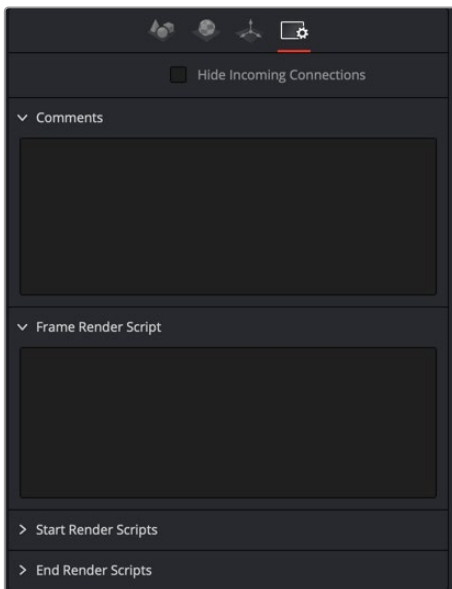 Hide Incoming Connections
Comments
Frame Render Script
Start Render Scripts
End Render Scripts